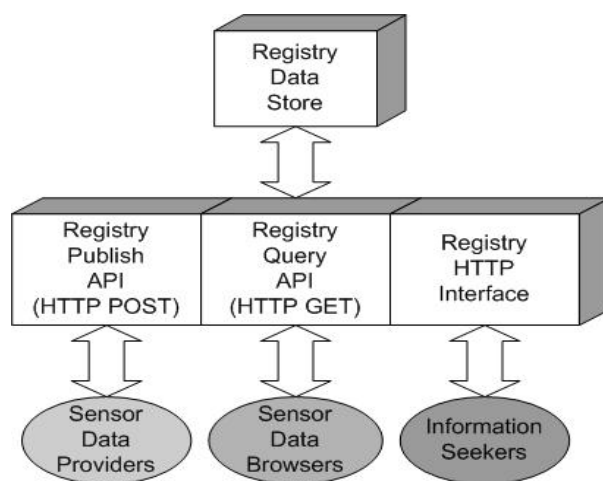 Registry
Data
Store
Registry
Publish
API
(HTTP POST)
Registry
Query
API
(HTTP GET)
Registry
HTTP
Interface
Sensor
Data
Providers
Sensor
Data
Browsers
Information
Seekers